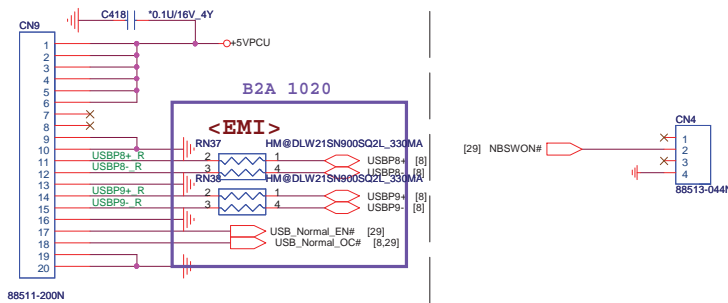 C418 *0.1U/16V_4Y
CN9
+5VPCU
1
2
3
4
5
6
7
8
9
10
11
12
13
14
15
16
17
18
19
20
88511-200N
B2A 1020
<EMI>
RN37 HM@DLW21SN900SQ2L_330MA
USBP8+_R 2 1 USBP8+ [8]
USBP8-_R 3 4 USBP8- [8]
RN38 HM@DLW21SN900SQ2L_330MA
USBP9+_R 2 1 USBP9+ [8]
USBP9-_R 3 4 USBP9- [8]
USB_Normal_EN# [29]
USB_Normal_OC# [8,29]
CN4
[29] NBSWON#
1
2
3
4
88513-044N